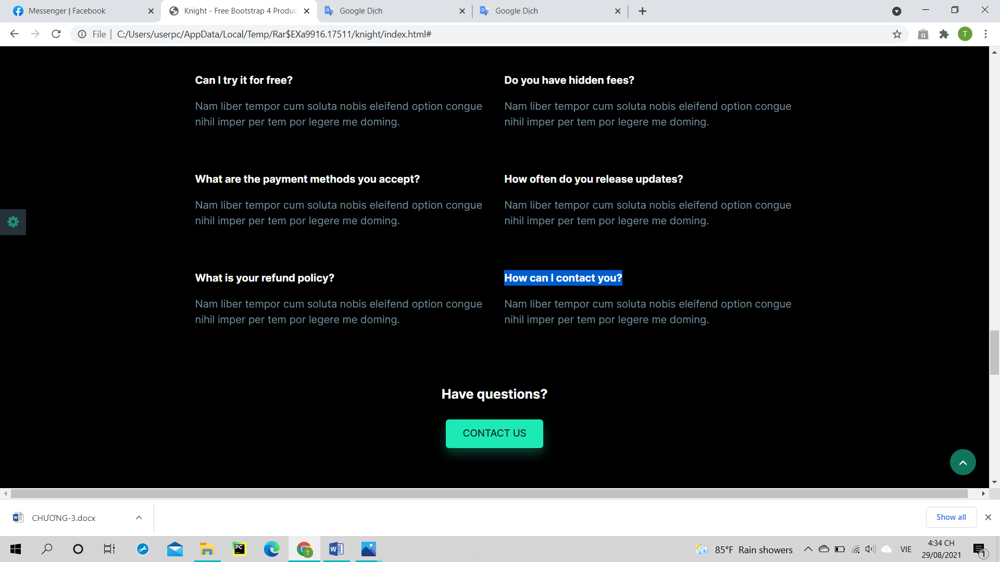 Messenger | Facebook
Knight - Free Bootstrap 4 Produc
Google Dịch
Google Dịch
File
C:/Users/userpc/AppData/Local/Temp/Rar$EXa9916.17511/knight/index.html#
T
Can I try it for free?
Nam liber tempor cum soluta nobis eleifend option congue
nihil imper per tem por legere me doming.
Do you have hidden fees?
Nam liber tempor cum soluta nobis eleifend option congue
nihil imper per tem por legere me doming.
What are the payment methods you accept?
Nam liber tempor cum soluta nobis eleifend option congue
nihil imper per tem por legere me doming.
How often do you release updates?
Nam liber tempor cum soluta nobis eleifend option congue
nihil imper per tem por legere me doming.
What is your refund policy?
Nam liber tempor cum soluta nobis eleifend option congue
nihil imper per tem por legere me doming.
How can I contact you?
Nam liber tempor cum soluta nobis eleifend option congue
nihil imper per tem por legere me doming.
Have questions?
CONTACT US
CHƯƠNG-3.docx
Show all
PC
T
85°F Rain showers
VIE
4:34 CH
29/08/2021
1